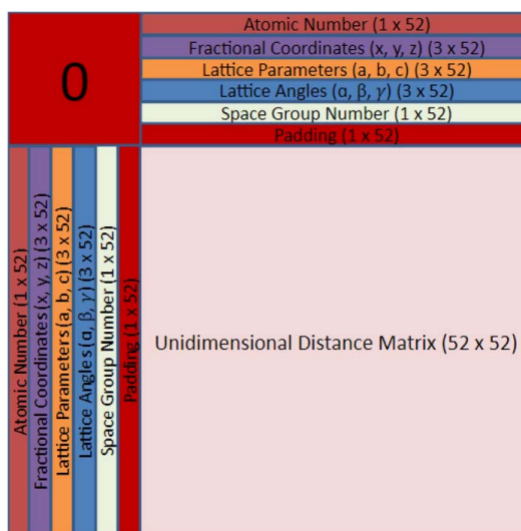 0
Atomic Number (1 x 52)
Fractional Coordinates (x, y, z) (3 x 52)
Lattice Parameters (a, b, c) (3 x 52)
Lattice Angles (α, β, γ) (3 x 52)
Space Group Number (1 x 52)
Padding (1 x 52)
Atomic Number (1 x 52)
Fractional Coordinates (x, y, z) (3 x 52)
Lattice Parameters (a, b, c) (3 x 52)
Lattice Angles (α, β, γ) (3 x 52)
Space Group Number (1 x 52)
Padding (1 x 52)
Unidimensional Distance Matrix (52 x 52)